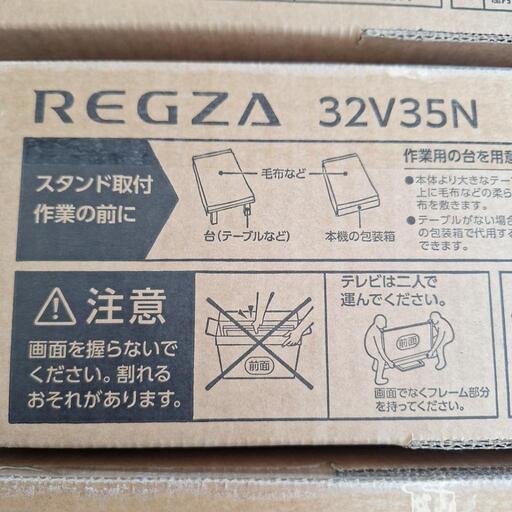 REGZA 32V35N
スタンド取付
作業の前に
毛布など
台(テーブルなど)
本機の包装箱
作業用の台を用意
●本体より大きなテー
上に毛布などの柔ら
布を敷きます。
●テーブルがない場合
の包装箱で代用する
できます。
注意
画面を握らないで
ください。割れる
おそれがあります。
前面
テレビは二人で
運んでください。
前面
画面でなくフレーム部分
を持ってください。